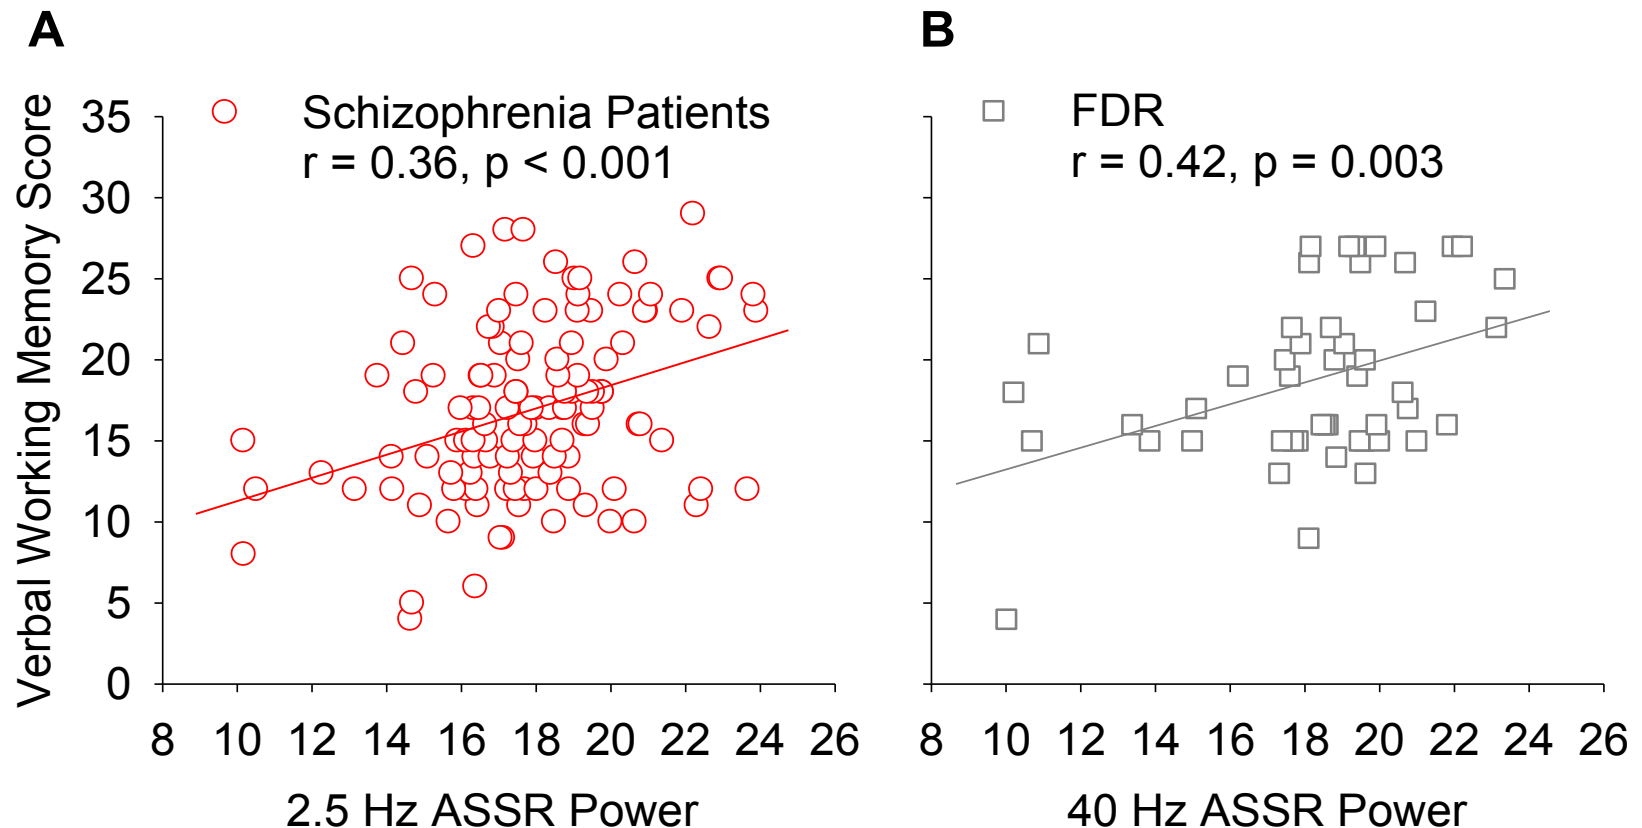 A
Verbal Working Memory Score
35
30
25
20
15
10
5
0
Schizophrenia Patients
r = 0.36, p < 0.001
8 10 12 14 16 18 20 22 24 26
2.5 Hz ASSR Power
B
FDR
r = 0.42, p = 0.003
8 10 12 14 16 18 20 22 24 26
40 Hz ASSR Power